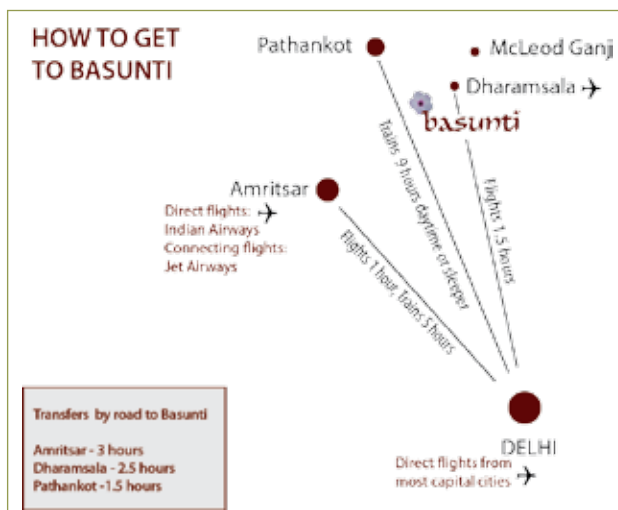 HOW TO GET
TO BASUNTI
Pathankot
McLeod Ganj
Dharamsala
basunti
Trains 9 hours daytime or sleeper
Flights 1.5 hours
Amritsar
Direct flights:
Indian Airways
Connecting flights:
Jet Airways
Flights 1 hour, Trains 5 hours
Transfers by road to Basunti
Amritsar - 3 hours
Dharamsala - 2.5 hours
Pathankot -1.5 hours
DELHI
Direct flights from
most capital cities